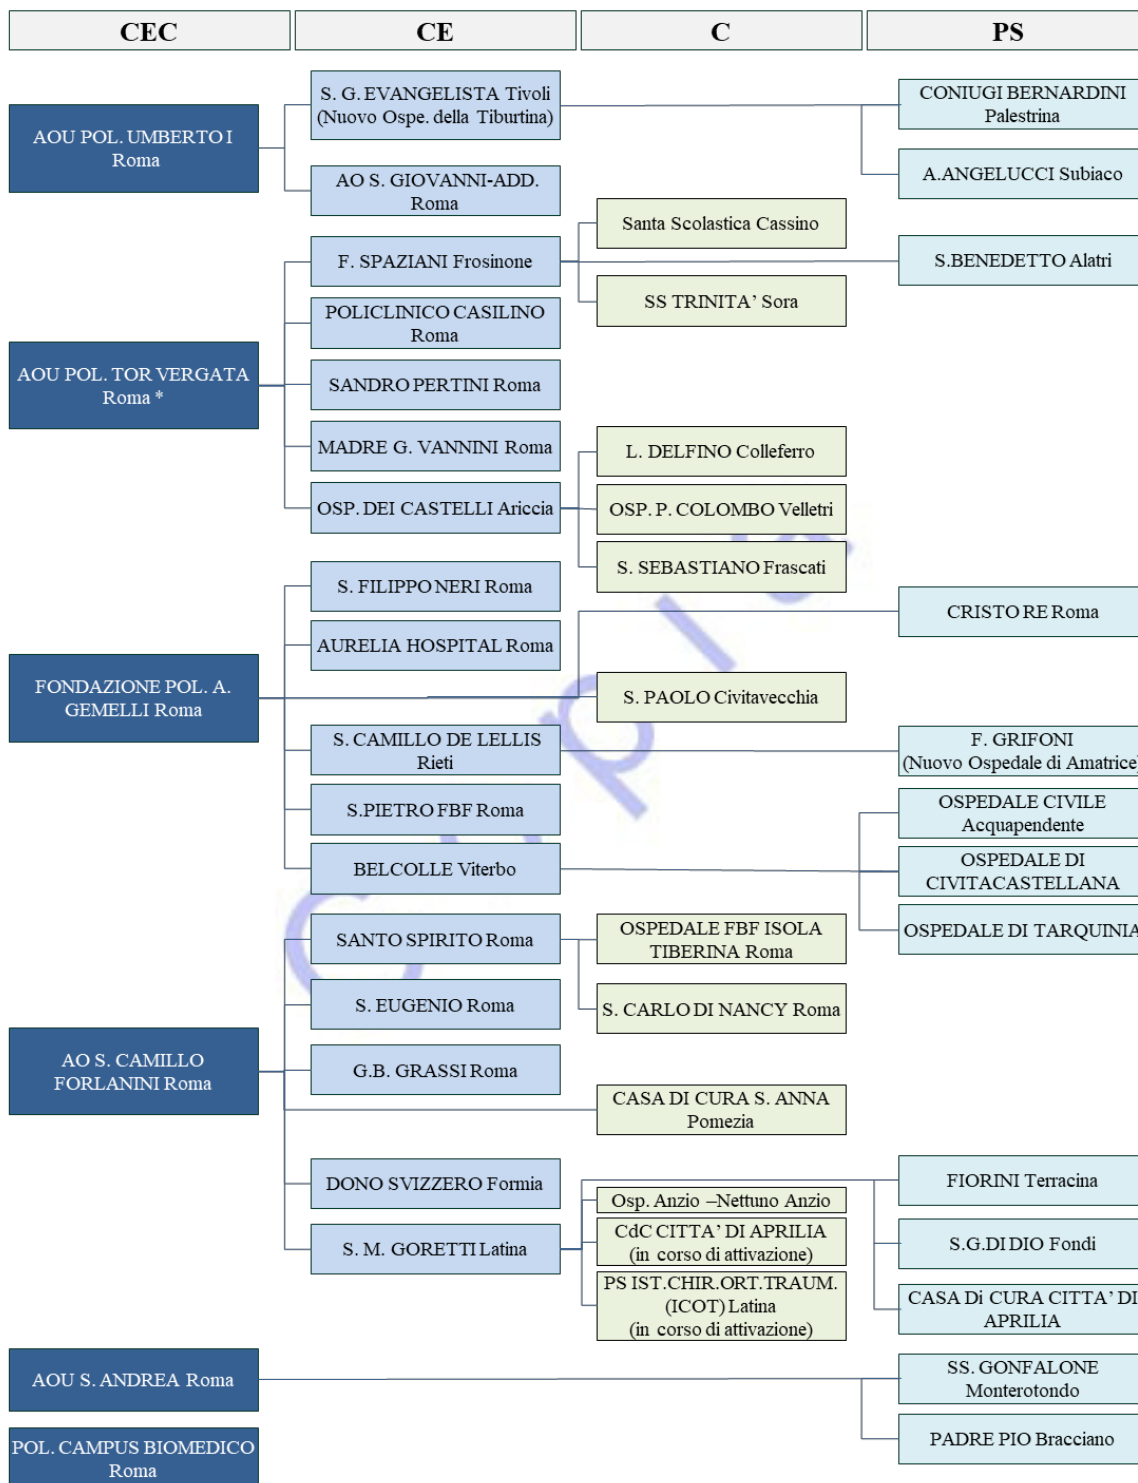 CEC
CE
C
PS
AOU POL. UMBERTO I
Roma
S. G. EVANGELISTA Tivoli
(Nuovo Ospe. della Tiburtina)
CONIUGI BERNARDINI
Palestrina
A.ANGELUCCI Subiaco
AO S. GIOVANNI-ADD.
Roma
AOU POL. TOR VERGATA
Roma *
F. SPAZIANI Frosinone
Santa Scolastica Cassino
SS TRINITA’ Sora
S.BENEDETTO Alatri
POLICLINICO CASILINO
Roma
SANDRO PERTINI Roma
MADRE G. VANNINI Roma
OSP. DEI CASTELLI Ariccia
L. DELFINO Colleferro
OSP. P. COLOMBO Velletri
S. SEBASTIANO Frascati
FONDAZIONE POL. A.
GEMELLI Roma
S. FILIPPO NERI Roma
AURELIA HOSPITAL Roma
CRISTO RE Roma
S. PAOLO Civitavecchia
S. CAMILLO DE LELLIS
Rieti
F. GRIFONI
(Nuovo Ospedale di Amatrice)
S.PIETRO FBF Roma
BELCOLLE Viterbo
OSPEDALE CIVILE
Acquapendente
OSPEDALE DI
CIVITACASTELLANA
OSPEDALE DI TARQUINIA
AO S. CAMILLO
FORLANINI Roma
SANTO SPIRITO Roma
OSPEDALE FBF ISOLA
TIBERINA Roma
S. CARLO DI NANCY Roma
S. EUGENIO Roma
G.B. GRASSI Roma
CASA DI CURA S. ANNA
Pomezia
DONO SVIZZERO Formia
S. M. GORETTI Latina
Osp. Anzio –Nettuno Anzio
CdC CITTA’ DI APRILIA
(in corso di attivazione)
PS IST.CHIR.ORT.TRAUM.
(ICOT) Latina
(in corso di attivazione)
FIORINI Terracina
S.G.DI DIO Fondi
CASA Di CURA CITTA’ DI
APRILIA
AOU S. ANDREA Roma
SS. GONFALONE
Monterotondo
PADRE PIO Bracciano
POL. CAMPUS BIOMEDICO
Roma